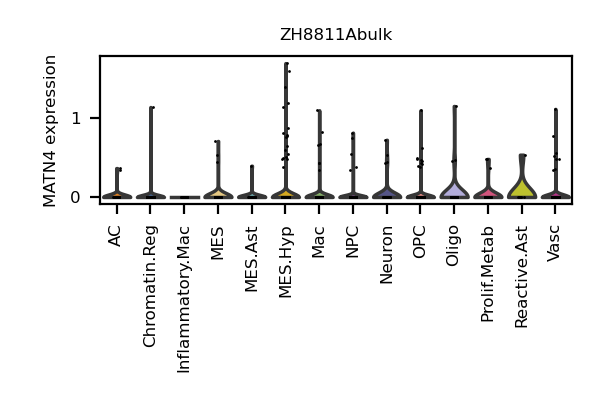 ZH8811Abulk
MATN4 expression
1
0
AC
Chromatin.Reg
Inflammatory.Mac
MES
MES.Ast
MES.Hyp
Mac
NPC
Neuron
OPC
Oligo
Prolif.Metab
Reactive.Ast
Vasc